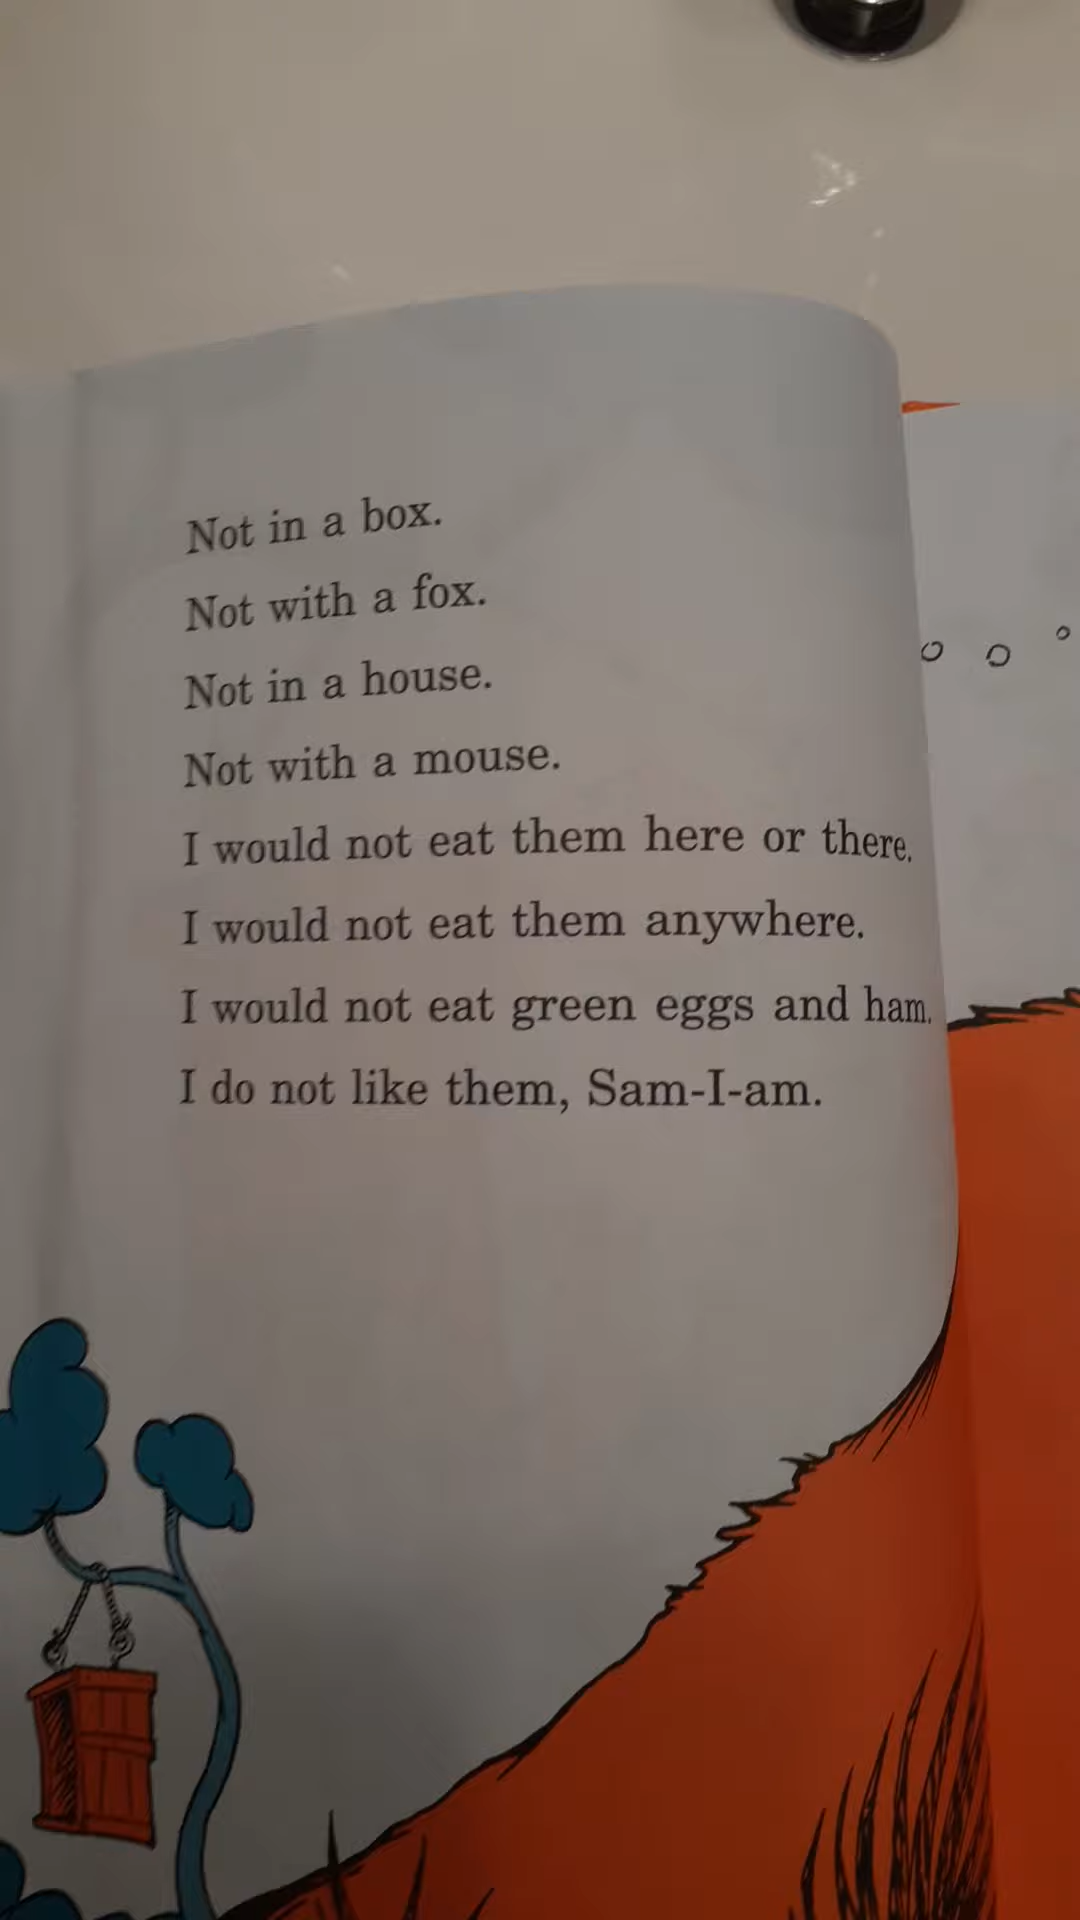 Not in a box.
Not with a fox.
Not in a house.
Not with a mouse.
I would not eat them here or there.
I would not eat them anywhere.
I would not eat green eggs and ham.
I do not like them, Sam-I-am.